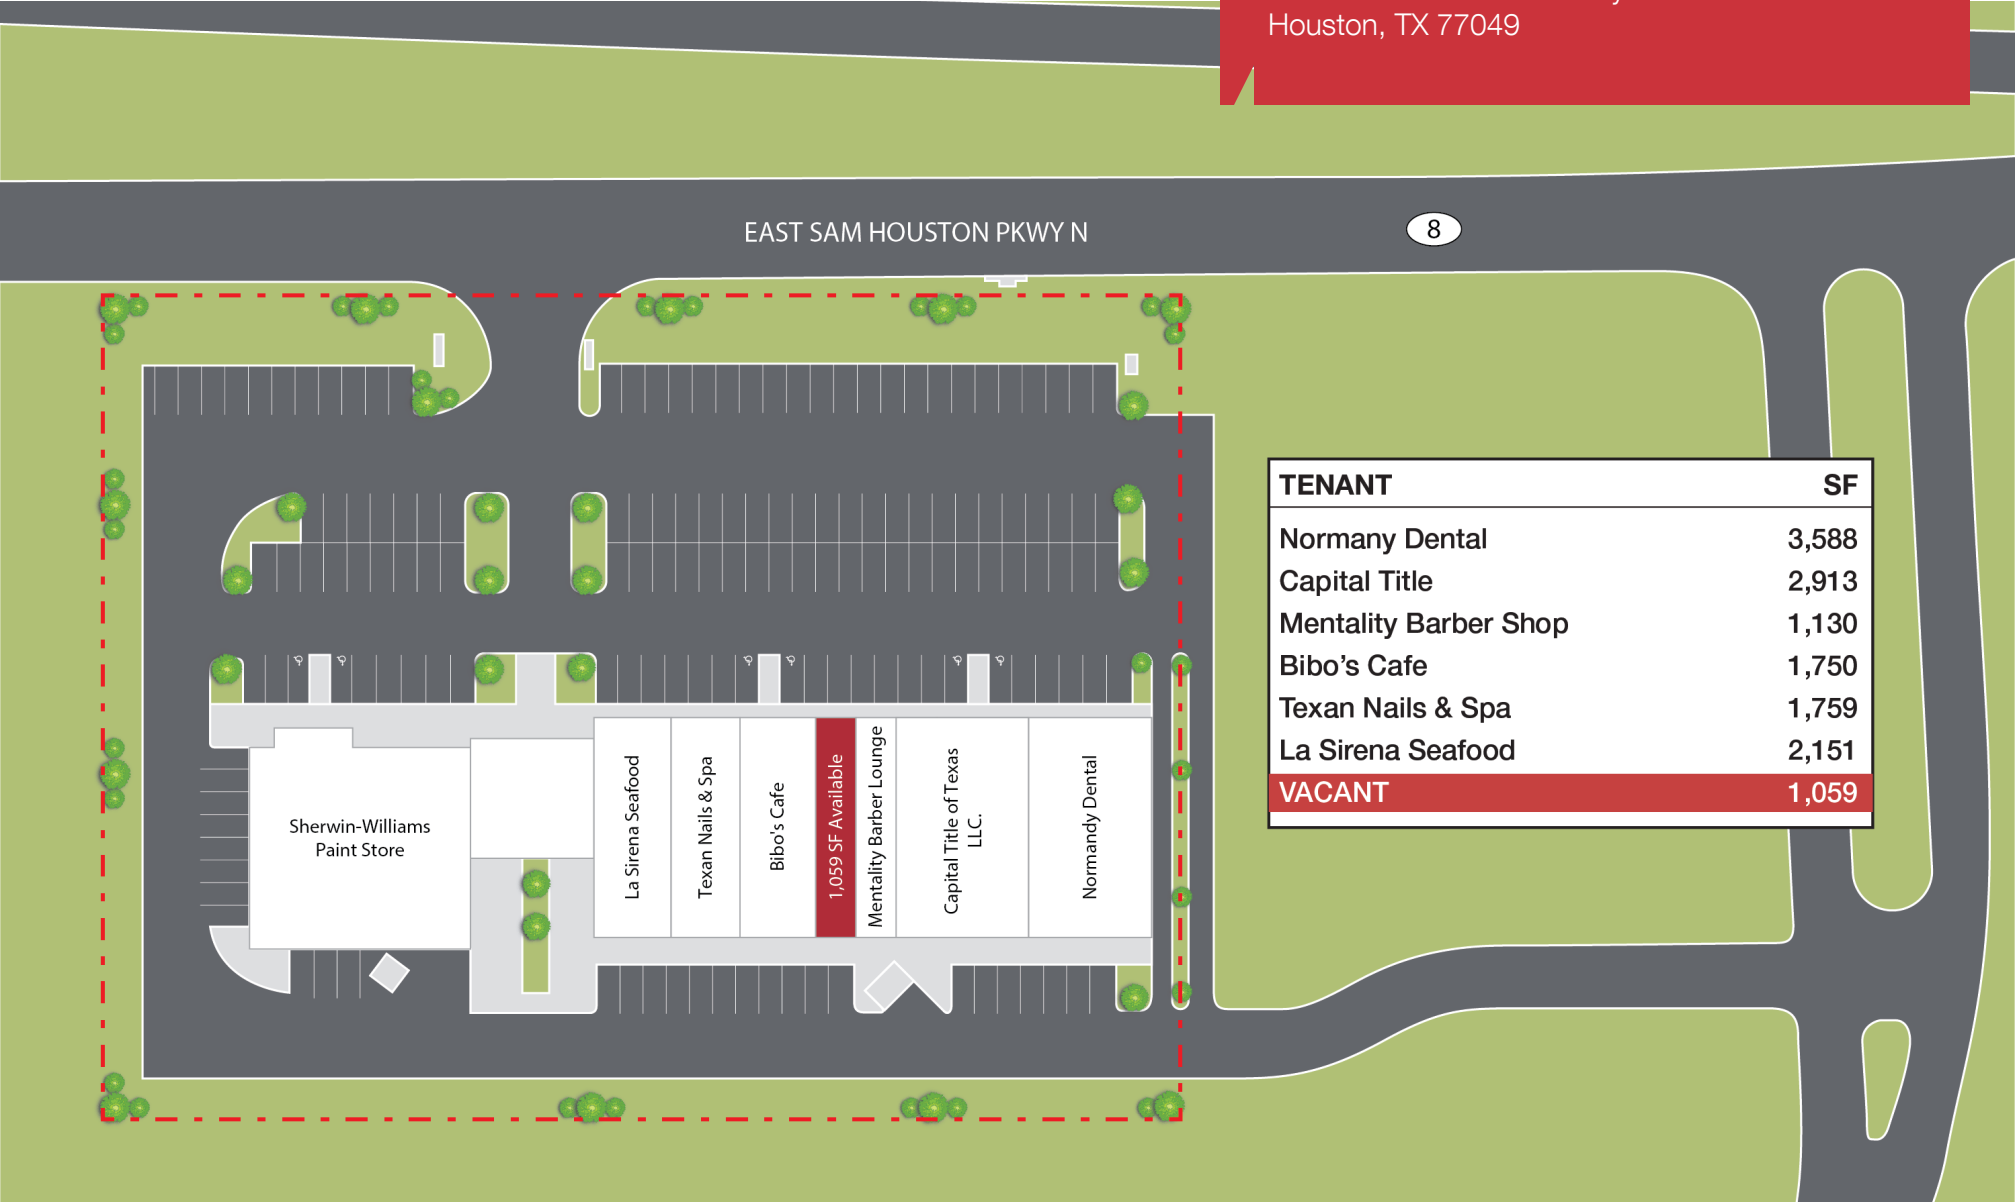 Houston, TX 77049
EAST SAM HOUSTON PKWY N
8
TENANT SF
Normany Dental 3,588
Capital Title 2,913
Mentality Barber Shop 1,130
Bibo's Cafe 1,750
Texan Nails & Spa 1,759
La Sirena Seafood 2,151
VACANT 1,059
Sherwin-Williams
Paint Store
La Sirena Seafood
Texan Nails & Spa
Bibo's Cafe
1,059 SF Available
Mentality Barber Lounge
Capital Title of Texas
LLC.
Normandy Dental